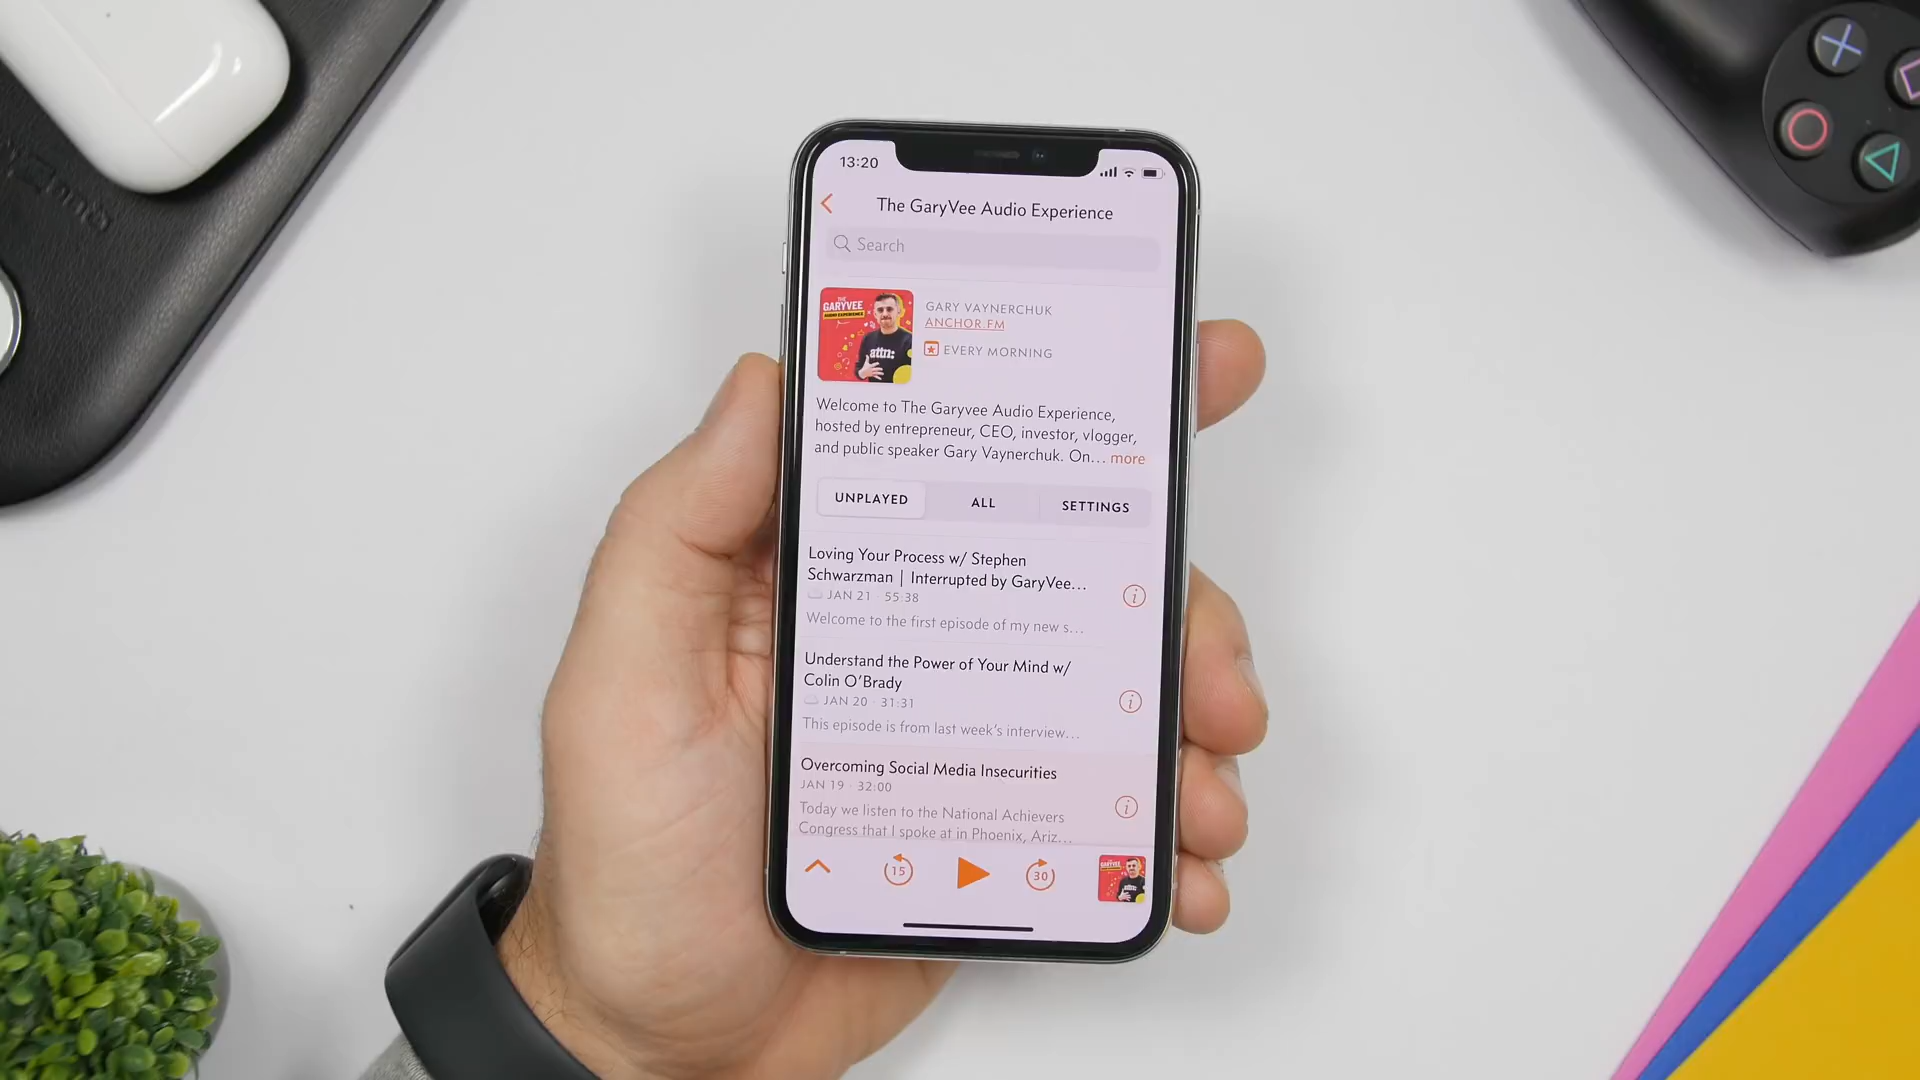 13:20
The GaryVee Audio Experience
Search
THE
GARYVEE
AUDIO EXPERIENCE
attn:
GARY VAYNERCHUK
ANCHOR.FM
EVERY MORNING
Welcome to The Garyvee Audio Experience,
hosted by entrepreneur, CEO, investor, vlogger,
and public speaker Gary Vaynerchuk. On... more
UNPLAYED ALL SETTINGS
Loving Your Process w/ Stephen
Schwarzman | Interrupted by GaryVee...
JAN 21 · 55:38
Welcome to the first episode of my new s...
Understand the Power of Your Mind w/
Colin O'Brady
JAN 20 · 31:31
This episode is from last week's interview...
Overcoming Social Media Insecurities
JAN 19 · 32:00
Today we listen to the National Achievers
Congress that I spoke at in Phoenix, Ariz...
15 30
GARYVEE
attn: